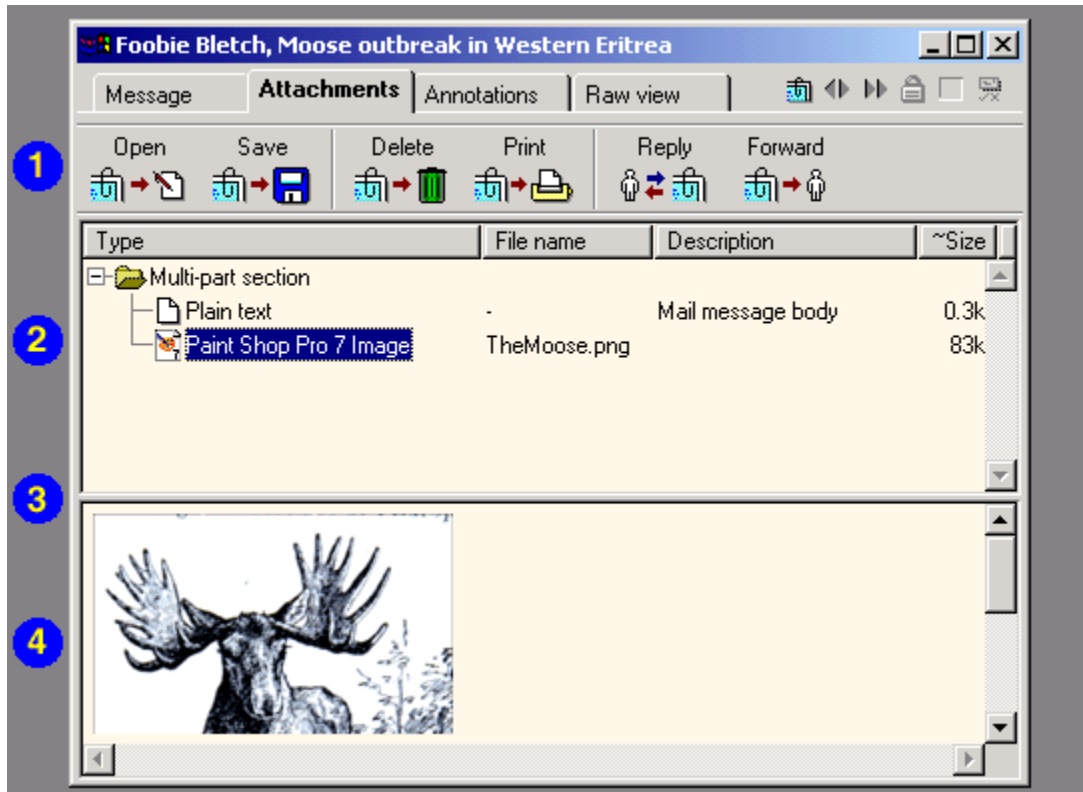 Foobie Bletch, Moose outbreak in Western Eritrea
Message Attachments Annotations Raw view
1
Open Save Delete Print Reply Forward
Type File name Description ~Size
Multi-part section
Plain text - Mail message body 0.3k
2
Paint Shop Pro 7 Image TheMoose.png 83k
3
4